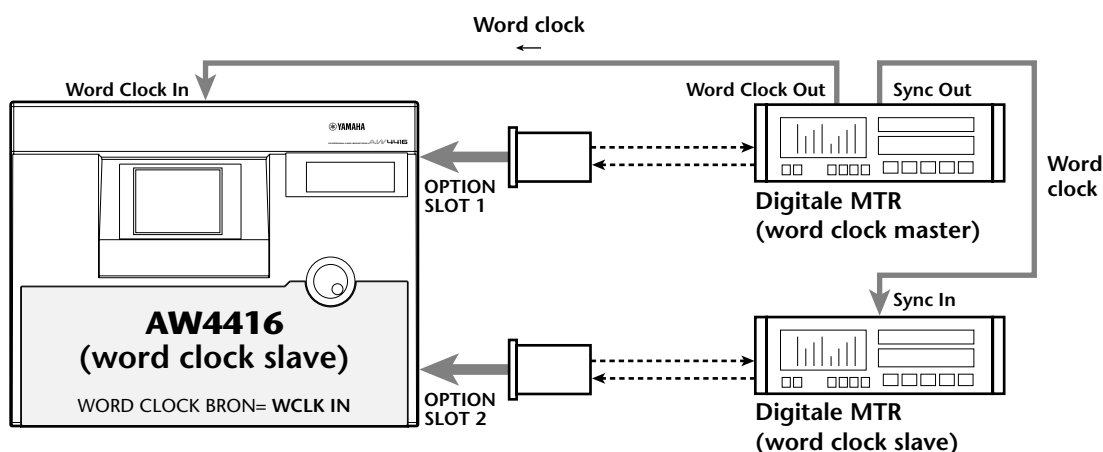 Word clock
←
Word Clock In
Word Clock Out
Sync Out
YAMAHA
AW4416
OPTION
SLOT 1
Word
clock
Digitale MTR
(word clock master)
Sync In
AW4416
(word clock slave)
WORD CLOCK BRON= WCLK IN
OPTION
SLOT 2
Digitale MTR
(word clock slave)